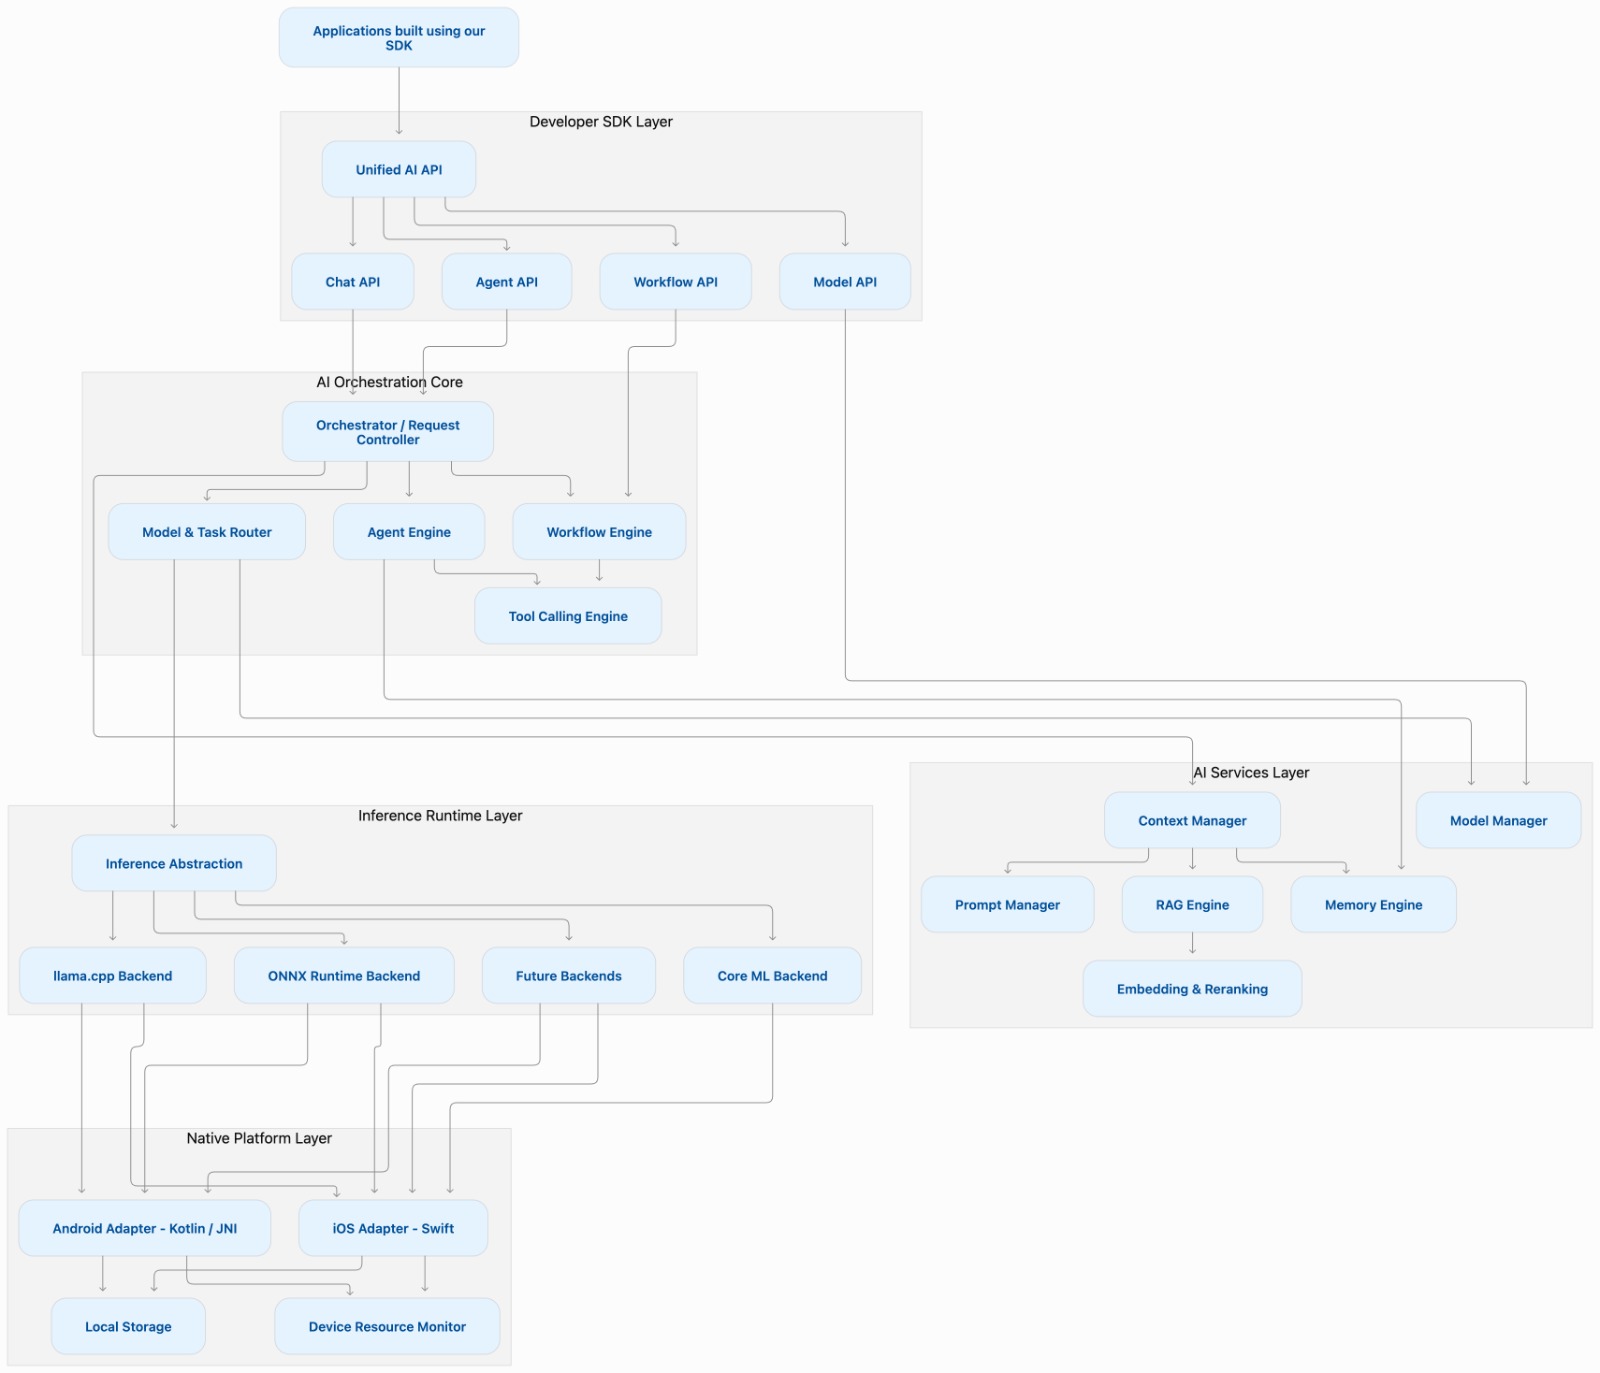 Applications built using our
SDK
Developer SDK Layer
Unified AI API
Chat API
Agent API
Workflow API
Model API
AI Orchestration Core
Orchestrator / Request
Controller
Model & Task Router
Agent Engine
Workflow Engine
Tool Calling Engine
AI Services Layer
Context Manager
Model Manager
Prompt Manager
RAG Engine
Memory Engine
Embedding & Reranking
Inference Runtime Layer
Inference Abstraction
llama.cpp Backend
ONNX Runtime Backend
Future Backends
Core ML Backend
Native Platform Layer
Android Adapter - Kotlin / JNI
iOS Adapter - Swift
Local Storage
Device Resource Monitor